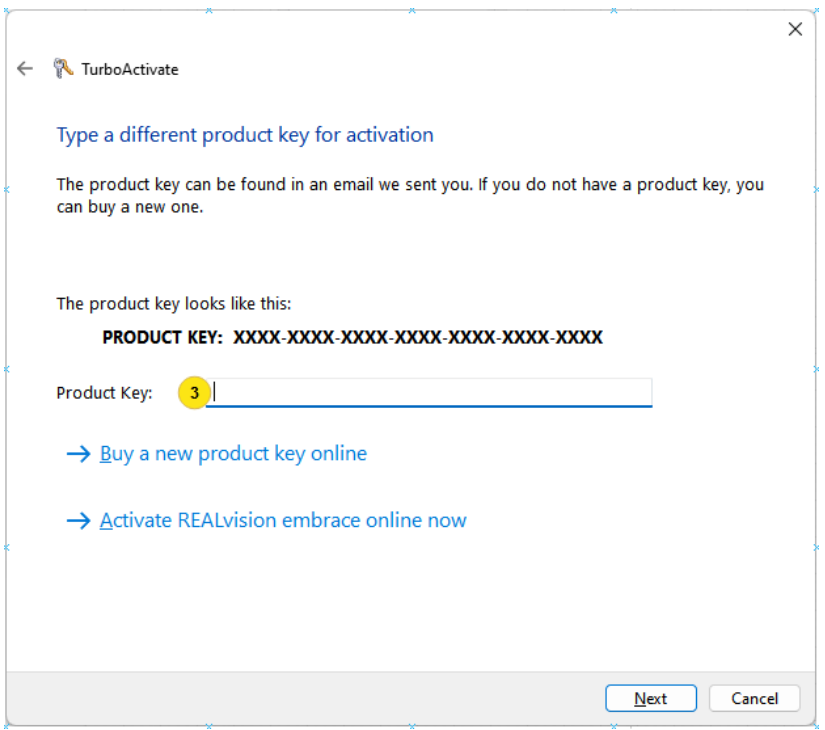 TurboActivate
Type a different product key for activation
The product key can be found in an email we sent you. If you do not have a product key, you
can buy a new one.
The product key looks like this:
PRODUCT KEY: XXXX-XXXX-XXXX-XXXX-XXXX-XXXX-XXXX
Product Key: 3
Buy a new product key online
Activate REALvision embrace online now
Next Cancel